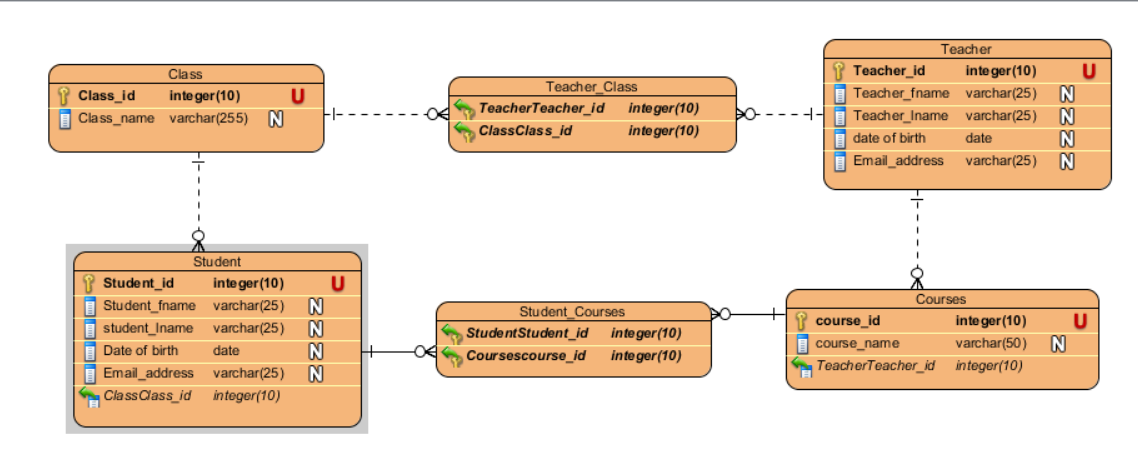 Class
Class_id integer(10) U
Class_name varchar(255) N
Teacher_Class
TeacherTeacher_id integer(10)
ClassClass_id integer(10)
Teacher
Teacher_id integer(10) U
Teacher_fname varchar(25) N
Teacher_lname varchar(25) N
date of birth date N
Email_address varchar(25) N
Student
Student_id integer(10) U
Student_fname varchar(25) N
student_lname varchar(25) N
Date of birth date N
Email_address varchar(25) N
ClassClass_id integer(10)
Student_Courses
StudentStudent_id integer(10)
Coursescourse_id integer(10)
Courses
course_id integer(10) U
course_name varchar(50) N
TeacherTeacher_id integer(10)